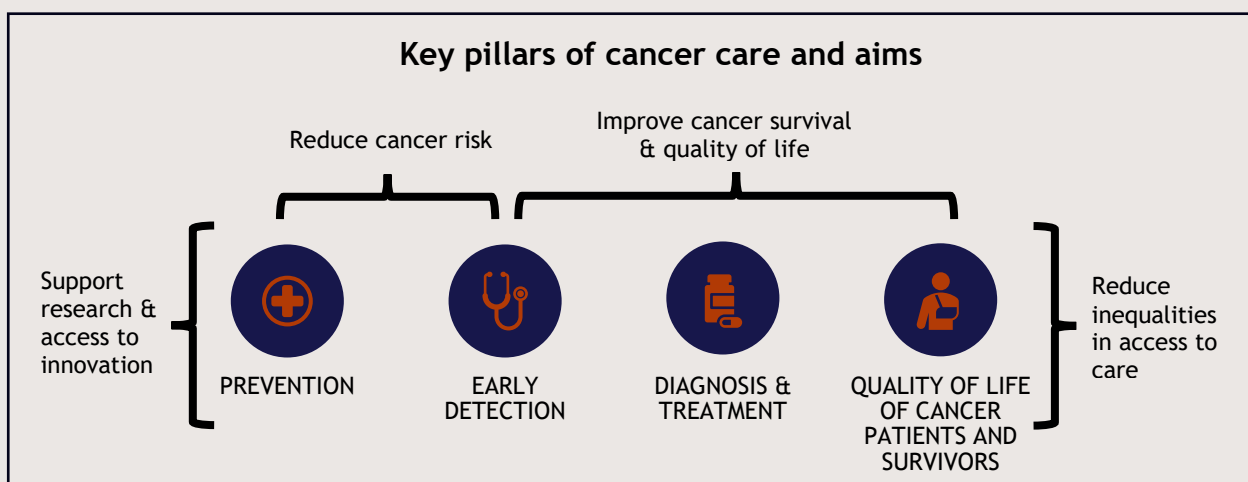 Key pillars of cancer care and aims
Reduce cancer risk
Improve cancer survival
& quality of life
Support
research &
access to
innovation
PREVENTION
EARLY
DETECTION
DIAGNOSIS &
TREATMENT
QUALITY OF LIFE
OF CANCER
PATIENTS AND
SURVIVORS
Reduce
inequalities
in access to
care